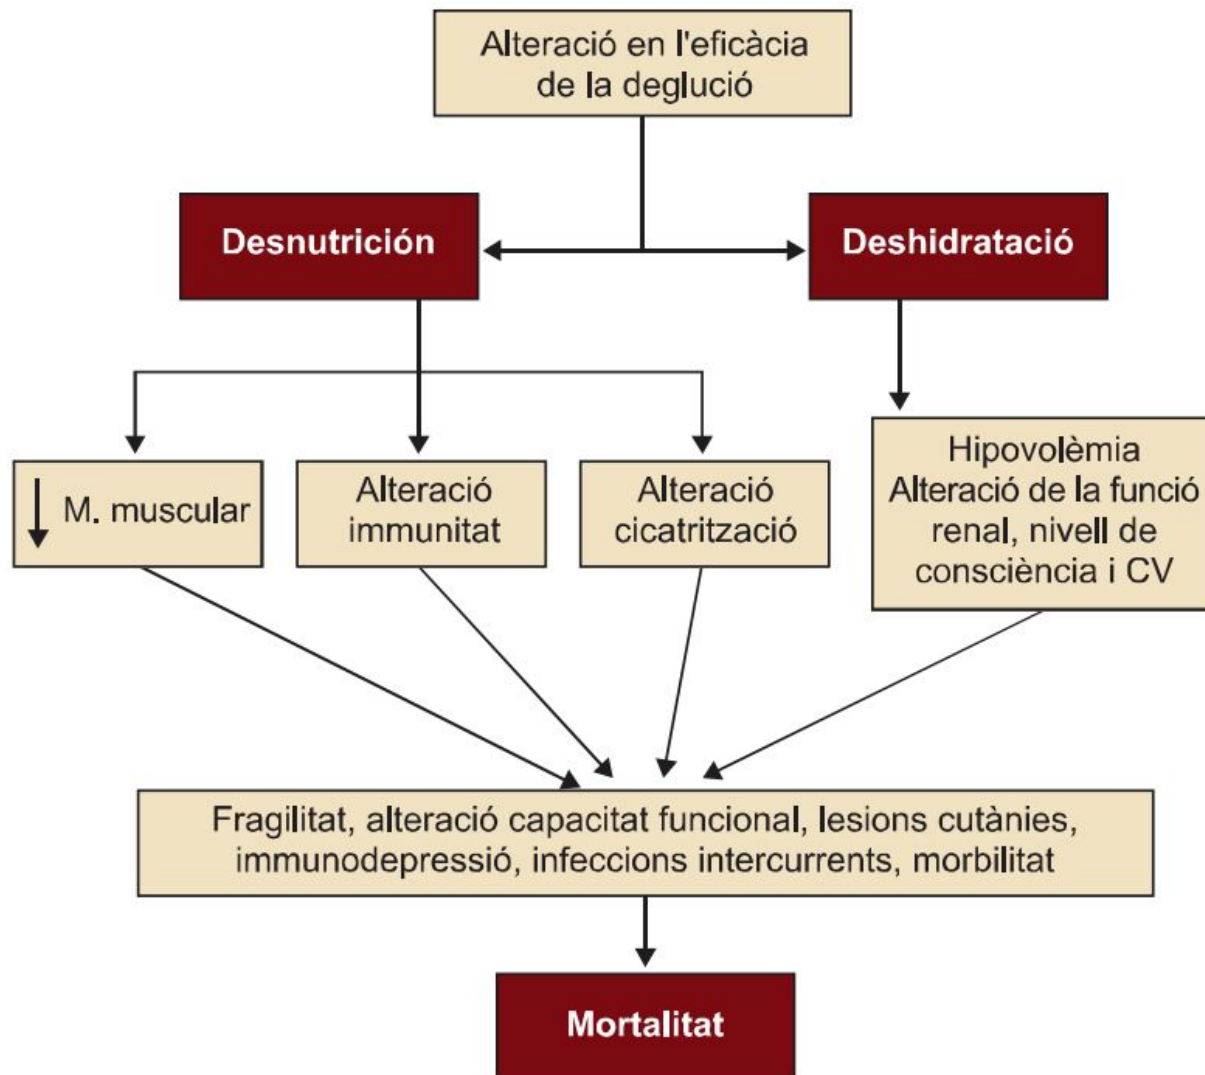 Alteració en l'eficàcia
de la deglució
Desnutrición
Deshidratació
↓ M. muscular
Alteració
immunitat
Alteració
cicatrització
Hipovolèmia
Alteració de la funció
renal, nivell de
consciència i CV
Fragilitat, alteració capacitat funcional, lesions cutànies,
immunodepressió, infeccions intercurrents, morbilitat
Mortalitat